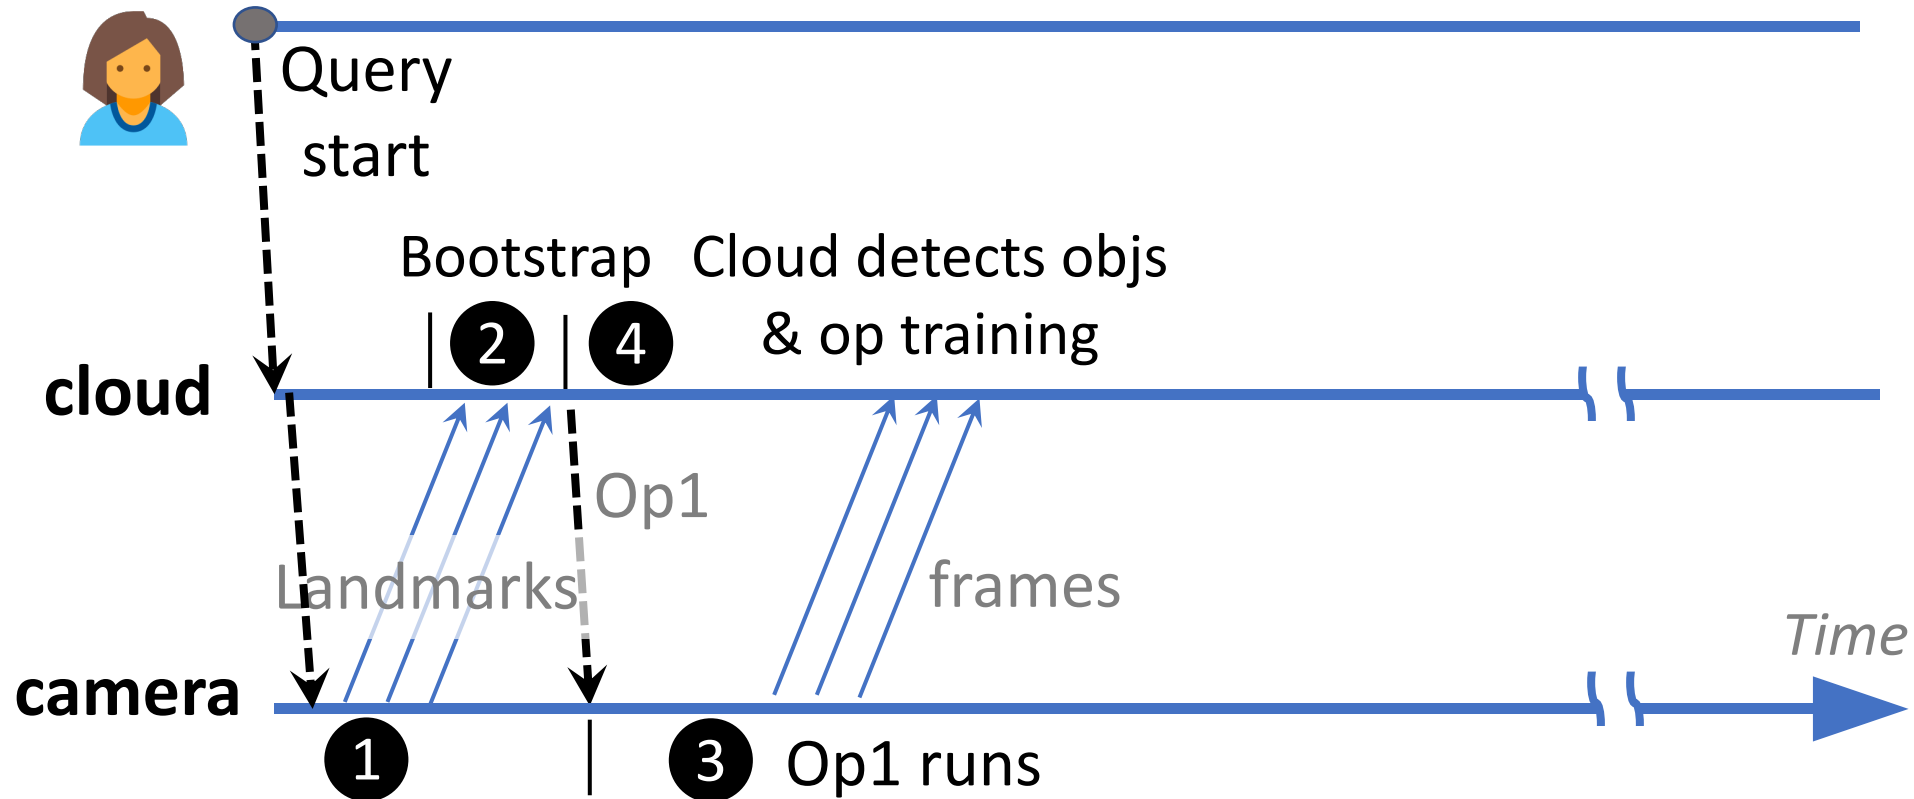 Query
start
Bootstrap
Cloud detects objs
& op training
2
4
cloud
Op1
Landmarks
frames
Time
camera
1
3
Op1 runs